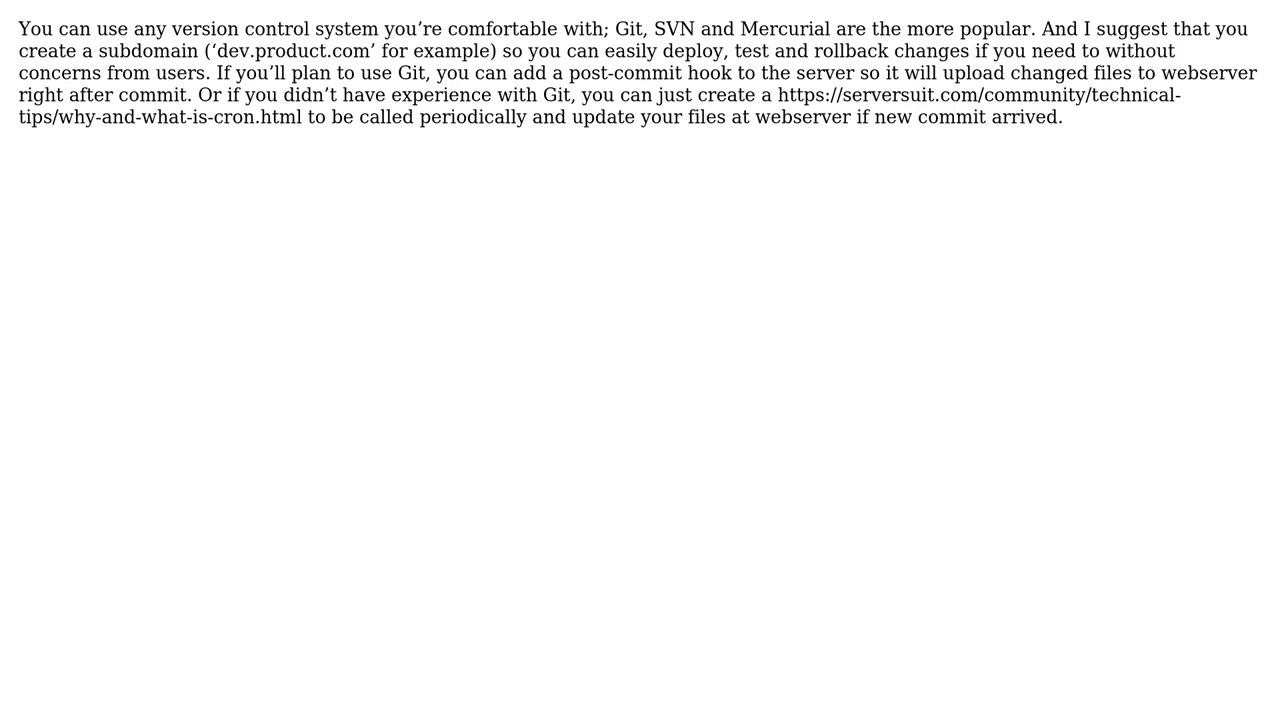 You can use any version control system you’re comfortable with; Git, SVN and Mercurial are the more popular. And I suggest that you
create a subdomain (‘dev.product.com’ for example) so you can easily deploy, test and rollback changes if you need to without
concerns from users. If you’ll plan to use Git, you can add a post-commit hook to the server so it will upload changed files to webserver
right after commit. Or if you didn’t have experience with Git, you can just create a https://serversuit.com/community/technical-
tips/why-and-what-is-cron.html to be called periodically and update your files at webserver if new commit arrived.